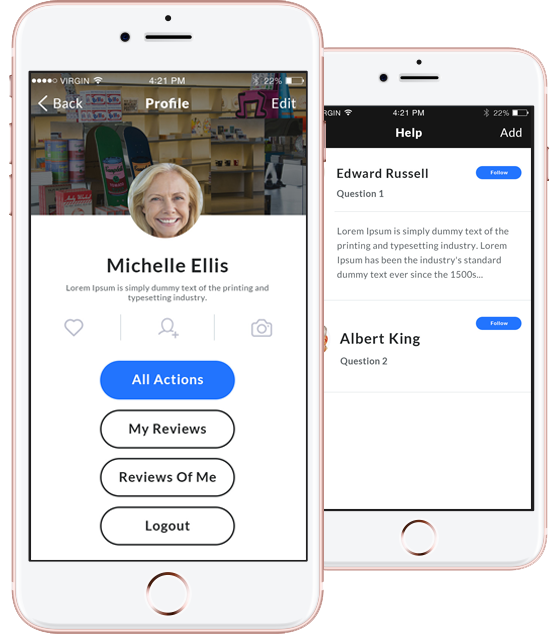 VIRGIN 4:21 PM 22%
Back Profile Edit
Michelle Ellis
Lorem Ipsum is simply dummy text of the printing and
typesetting industry.
All Actions
My Reviews
Reviews Of Me
Logout
RGIN 4:21 PM 22%
Help Add
Edward Russell Follow
Question 1
Lorem Ipsum is simply dummy text of the
printing and typesetting industry. Lorem
Ipsum has been the industry's standard
dummy text ever since the 1500s...
Follow
Albert King
Question 2